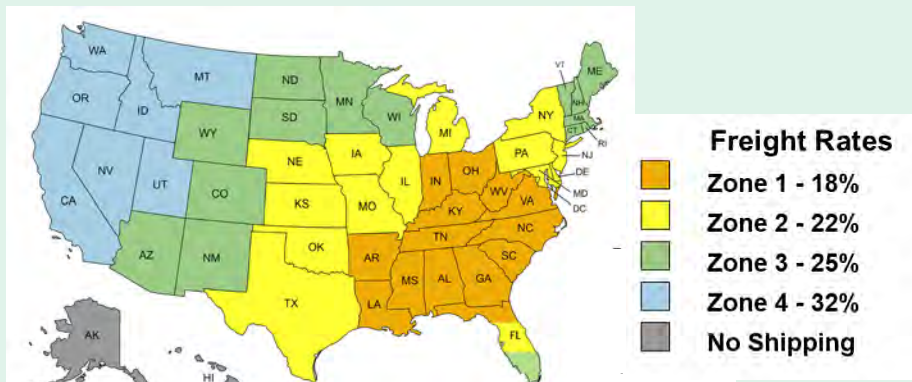 WA
MT
ND
MN
VT
ME
OR
ID
SD
WI
NH
MA
CT
RI
NY
WY
MI
NE
IA
PA
NJ
NV
UT
CO
IL
IN
OH
DE
MD
DC
CA
KS
MO
WV
VA
KY
AZ
NM
OK
AR
TN
NC
SC
TX
LA
MS
AL
GA
FL
AK
HI
Freight Rates
Zone 1 - 18%
Zone 2 - 22%
Zone 3 - 25%
Zone 4 - 32%
No Shipping